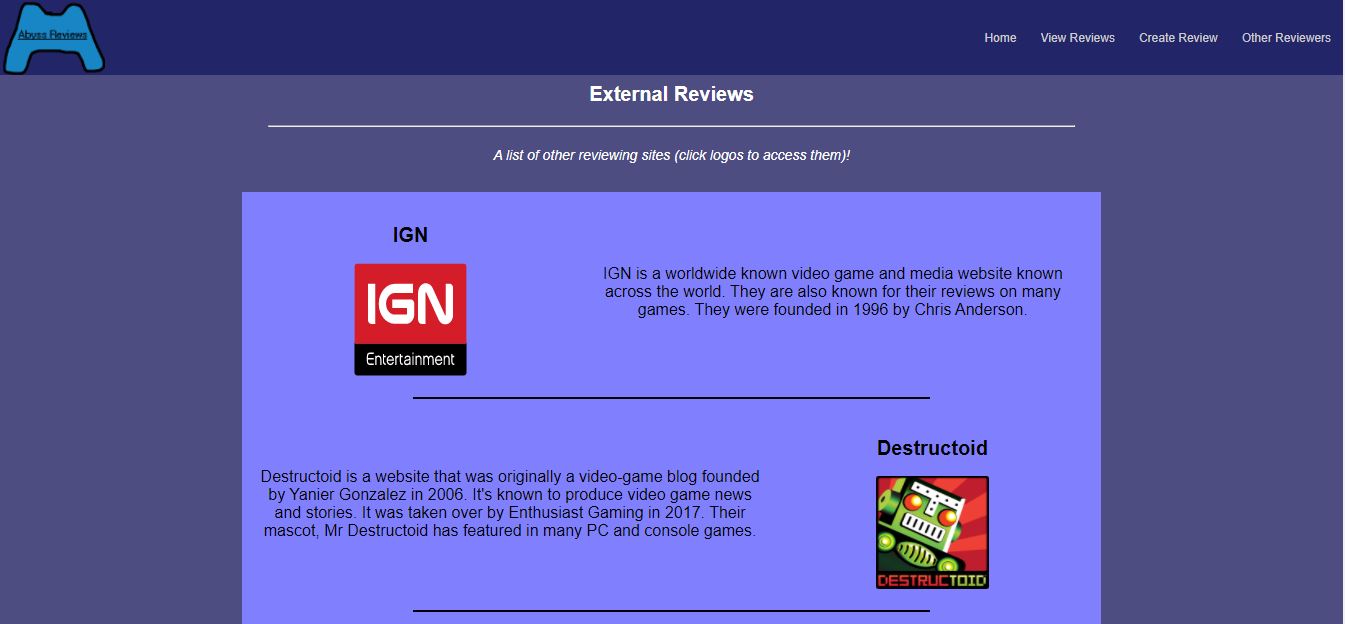 Abyss Reviews
Home
View Reviews
Create Review
Other Reviewers
External Reviews
A list of other reviewing sites (click logos to access them)!
IGN
IGN
Entertainment
IGN is a worldwide known video game and media website known
across the world. They are also known for their reviews on many
games. They were founded in 1996 by Chris Anderson.
Destructoid
Destructoid is a website that was originally a video-game blog founded
by Yanier Gonzalez in 2006. It's known to produce video game news
and stories. It was taken over by Enthusiast Gaming in 2017. Their
mascot, Mr Destructoid has featured in many PC and console games.
DESTRUCTOID